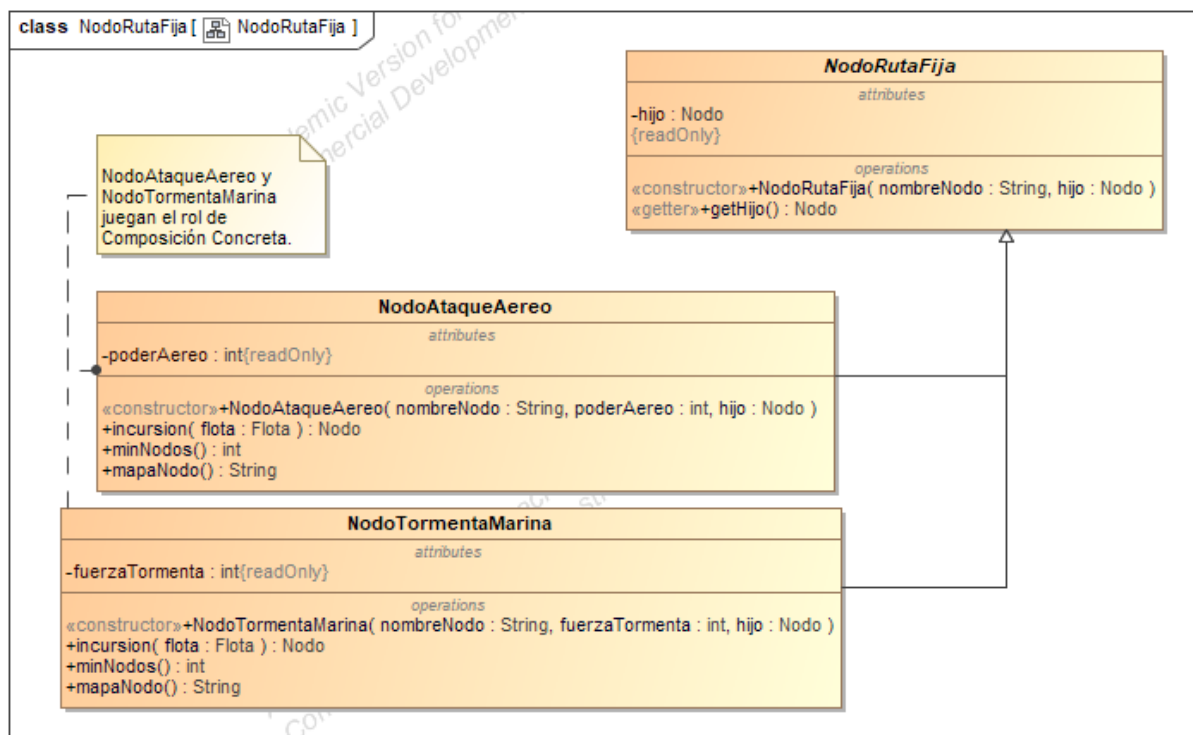 class NodoRutaFija [ NodoRutaFija ]
NodoRutaFija
attributes
-hijo : Nodo
{readOnly}
operations
«constructor»+NodoRutaFija( nombreNodo : String, hijo : Nodo )
«getter»+getHijo() : Nodo
NodoAtaqueAereo y
NodoTormentaMarina
juegan el rol de
Composición Concreta.
NodoAtaqueAereo
attributes
-poderAereo : int{readOnly}
operations
«constructor»+NodoAtaqueAereo( nombreNodo : String, poderAereo : int, hijo : Nodo )
+incursion( flota : Flota ) : Nodo
+minNodos() : int
+mapaNodo() : String
NodoTormentaMarina
attributes
-fuerzaTormenta : int{readOnly}
operations
«constructor»+NodoTormentaMarina( nombreNodo : String, fuerzaTormenta : int, hijo : Nodo )
+incursion( flota : Flota ) : Nodo
+minNodos() : int
+mapaNodo() : String
Version for
Development